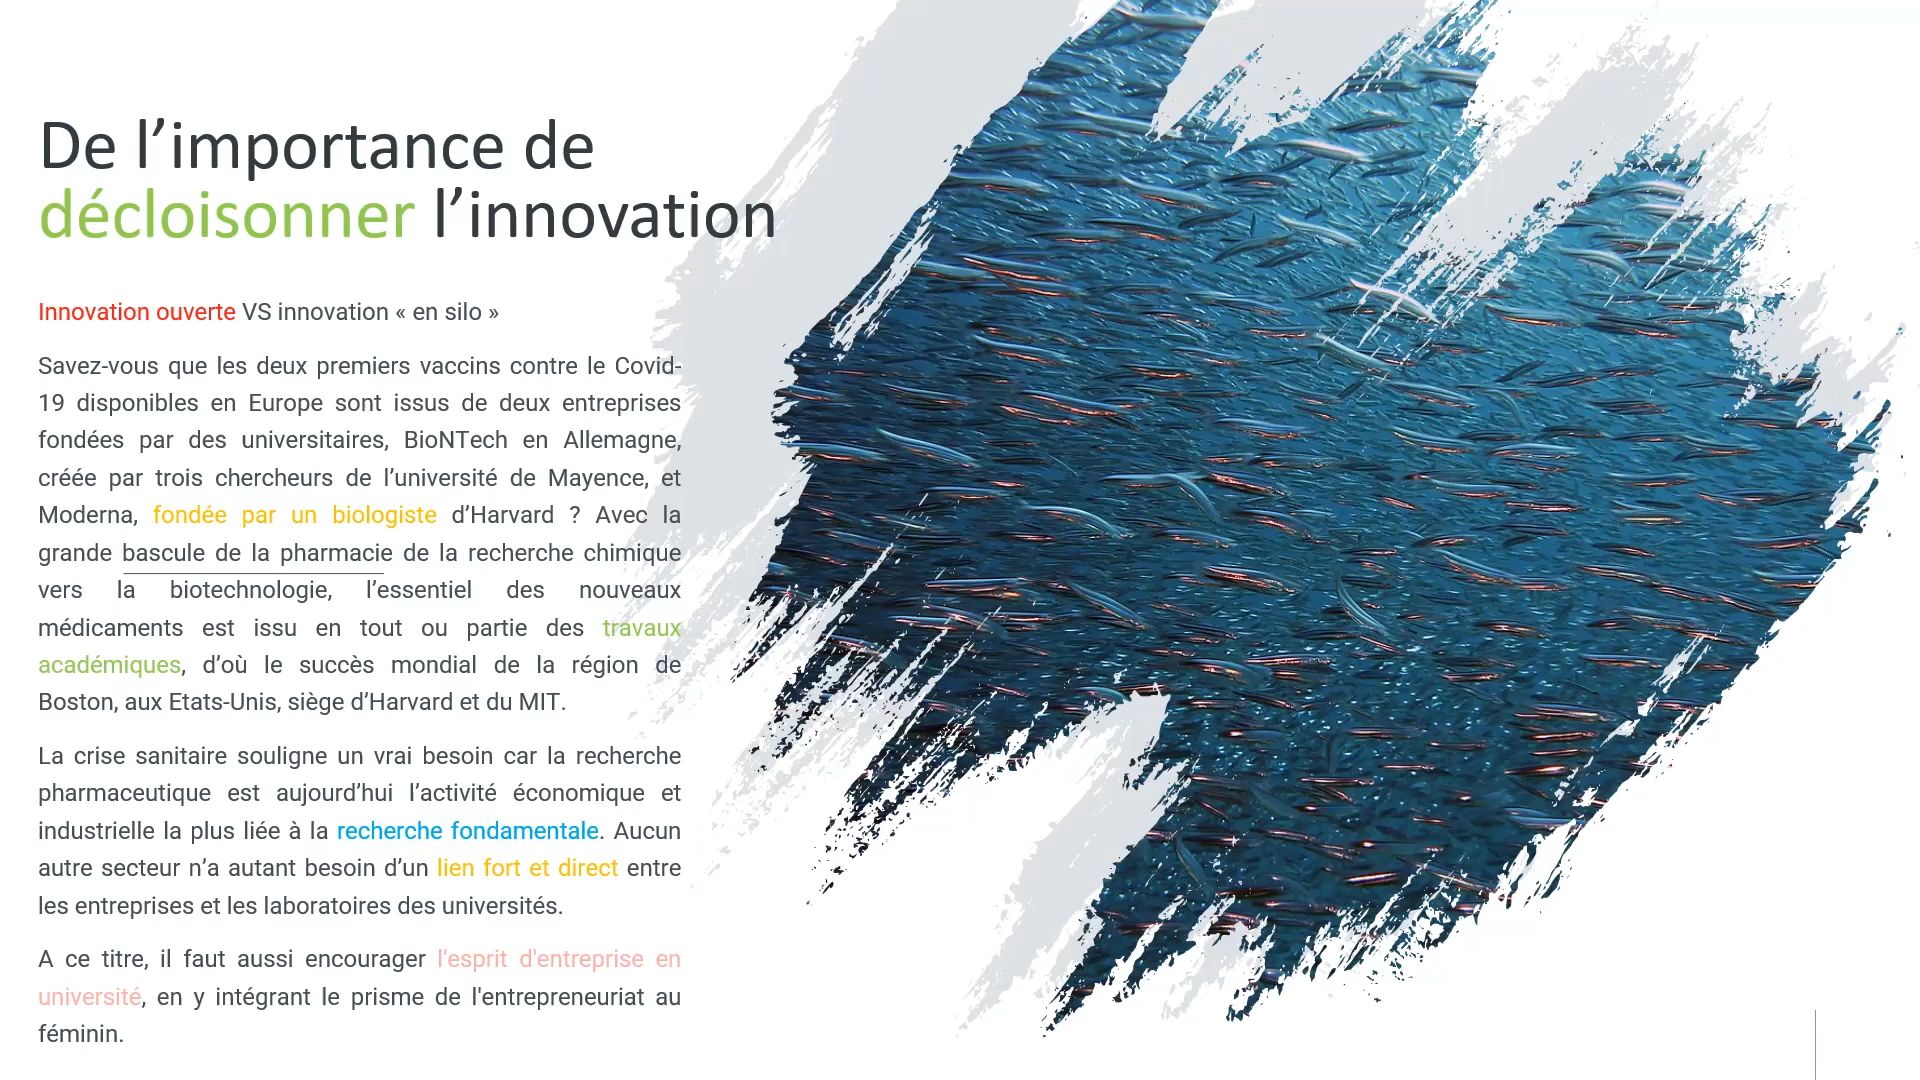 De l’importance de
décloisonner l’innovation
Innovation ouverte VS innovation « en silo »
Savez-vous que les deux premiers vaccins contre le Covid-
19 disponibles en Europe sont issus de deux entreprises
fondées par des universitaires, BioNTech en Allemagne,
créée par trois chercheurs de l’université de Mayence, et
Moderna, fondée par un biologiste d’Harvard ? Avec la
grande bascule de la pharmacie de la recherche chimique
vers la biotechnologie, l’essentiel des nouveaux
médicaments est issu en tout ou partie des travaux
académiques, d’où le succès mondial de la région de
Boston, aux Etats-Unis, siège d’Harvard et du MIT.
La crise sanitaire souligne un vrai besoin car la recherche
pharmaceutique est aujourd’hui l’activité économique et
industrielle la plus liée à la recherche fondamentale. Aucun
autre secteur n’a autant besoin d’un lien fort et direct entre
les entreprises et les laboratoires des universités.
A ce titre, il faut aussi encourager l'esprit d'entreprise en
université, en y intégrant le prisme de l'entrepreneuriat au
féminin.